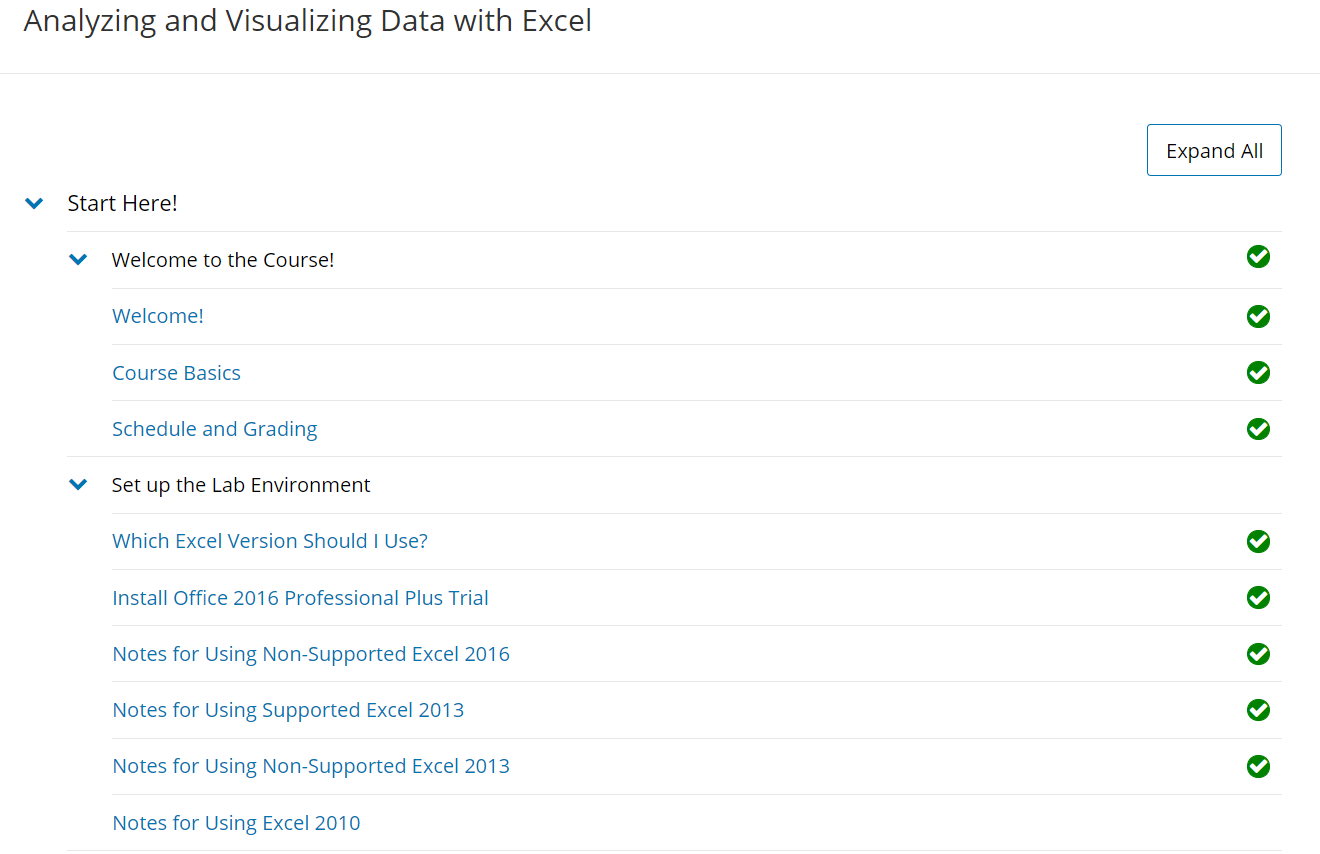 Analyzing and Visualizing Data with Excel
Expand All
Start Here!
Welcome to the Course!
Welcome!
Course Basics
Schedule and Grading
Set up the Lab Environment
Which Excel Version Should I Use?
Install Office 2016 Professional Plus Trial
Notes for Using Non-Supported Excel 2016
Notes for Using Supported Excel 2013
Notes for Using Non-Supported Excel 2013
Notes for Using Excel 2010